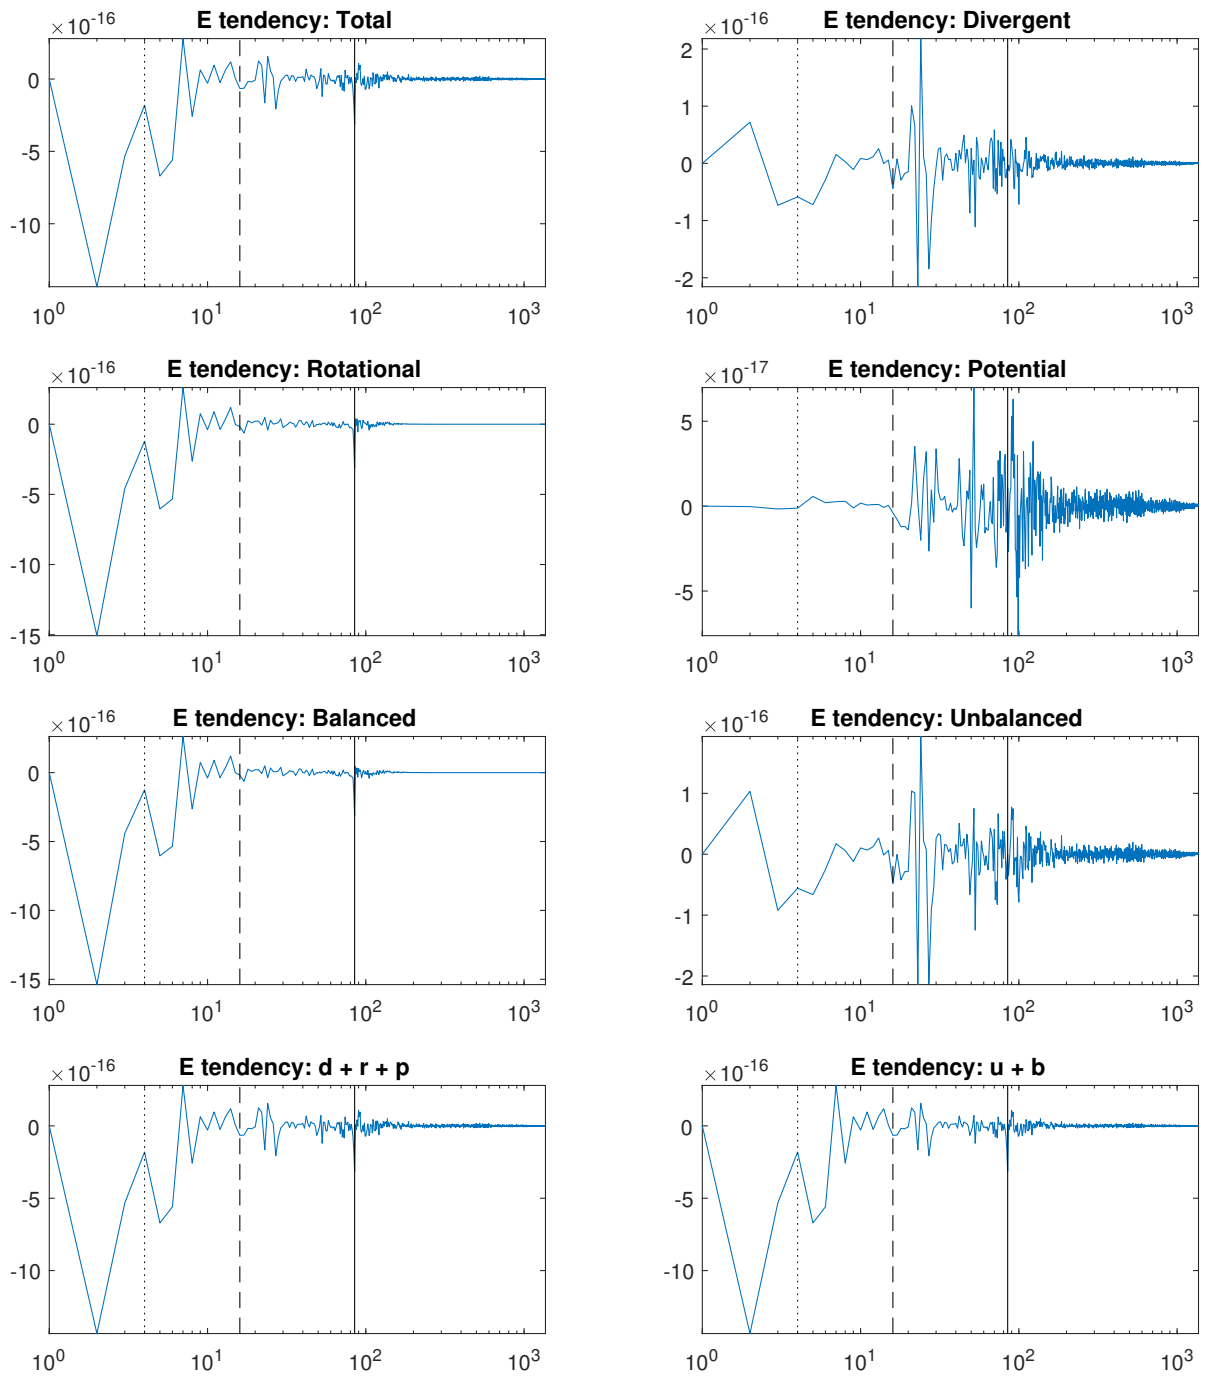 E tendency: Total
×10^-16
0
-5
-10
10^0 10^1 10^2 10^3
E tendency: Divergent
×10^-16
2
1
0
-1
-2
10^0 10^1 10^2 10^3
E tendency: Rotational
×10^-16
0
-5
-10
-15
10^0 10^1 10^2 10^3
E tendency: Potential
×10^-17
5
0
-5
10^0 10^1 10^2 10^3
E tendency: Balanced
×10^-16
0
-5
-10
-15
10^0 10^1 10^2 10^3
E tendency: Unbalanced
×10^-16
1
0
-1
-2
10^0 10^1 10^2 10^3
E tendency: d + r + p
×10^-16
0
-5
-10
10^0 10^1 10^2 10^3
E tendency: u + b
×10^-16
0
-5
-10
10^0 10^1 10^2 10^3